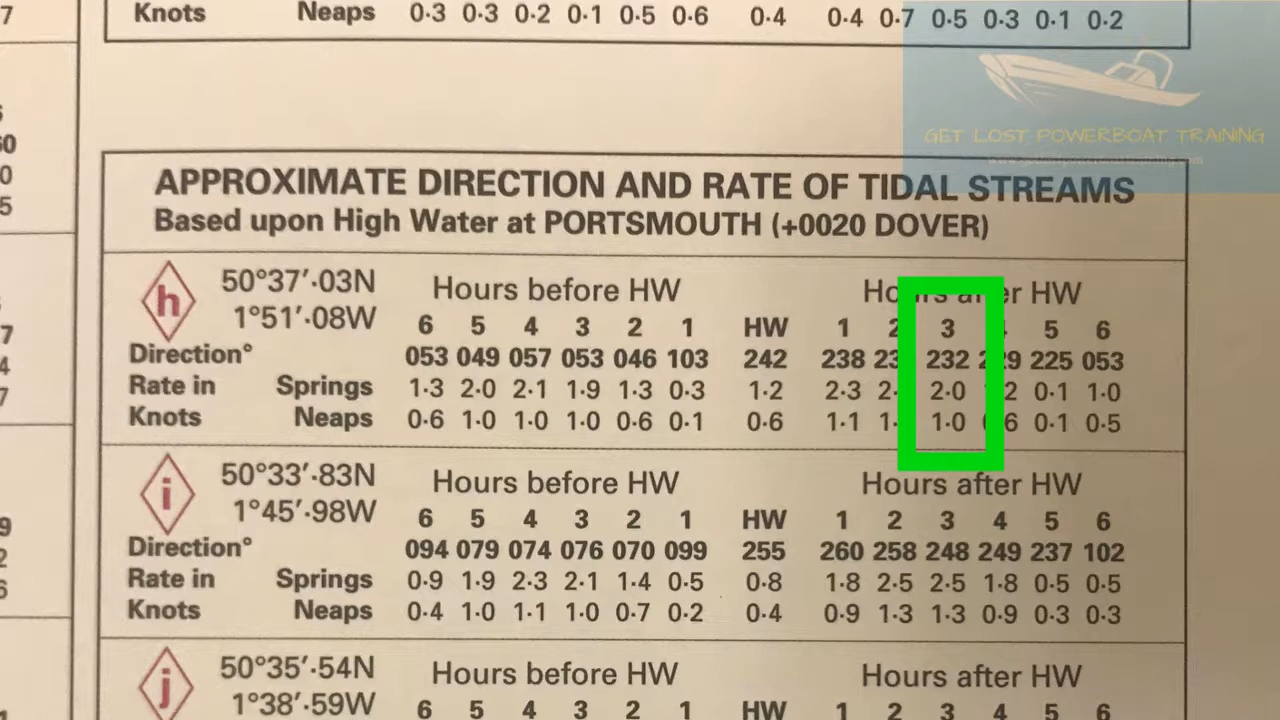 7 Knots Neaps 0·3 0·3 0·2 0·1 0·5 0·6 0·4 0·4 0·7 0·5 0·3 0·1 0·2
GET LOST POWERBOAT TRAINING
APPROXIMATE DIRECTION AND RATE OF TIDAL STREAMS
Based upon High Water at PORTSMOUTH (+0020 DOVER)
h 50°37′·03N Hours before HW Hours after HW
1°51′·08W 6 5 4 3 2 1 HW 1 2 3 5 6
Direction° 053 049 057 053 046 103 242 238 232 225 053
Rate in Springs 1·3 2·0 2·1 1·9 1·3 0·3 1·2 2·3 2·0 0·1 1·0
Knots Neaps 0·6 1·0 1·0 1·0 0·6 0·1 0·6 1·1 1·0 0·1 0·5
i 50°33′·83N Hours before HW Hours after HW
1°45′·98W 6 5 4 3 2 1 HW 1 2 3 4 5 6
Direction° 094 079 074 076 070 099 255 260 258 248 249 237 102
Rate in Springs 0·9 1·9 2·3 2·1 1·4 0·5 0·8 1·8 2·5 2·5 1·8 0·5 0·5
Knots Neaps 0·4 1·0 1·1 1·0 0·7 0·2 0·4 0·9 1·3 1·3 0·9 0·3 0·3
j 50°35′·54N Hours before HW Hours after HW
1°38′·59W 6 5 4 3 2 1 HW 1 2 3 4 5 6